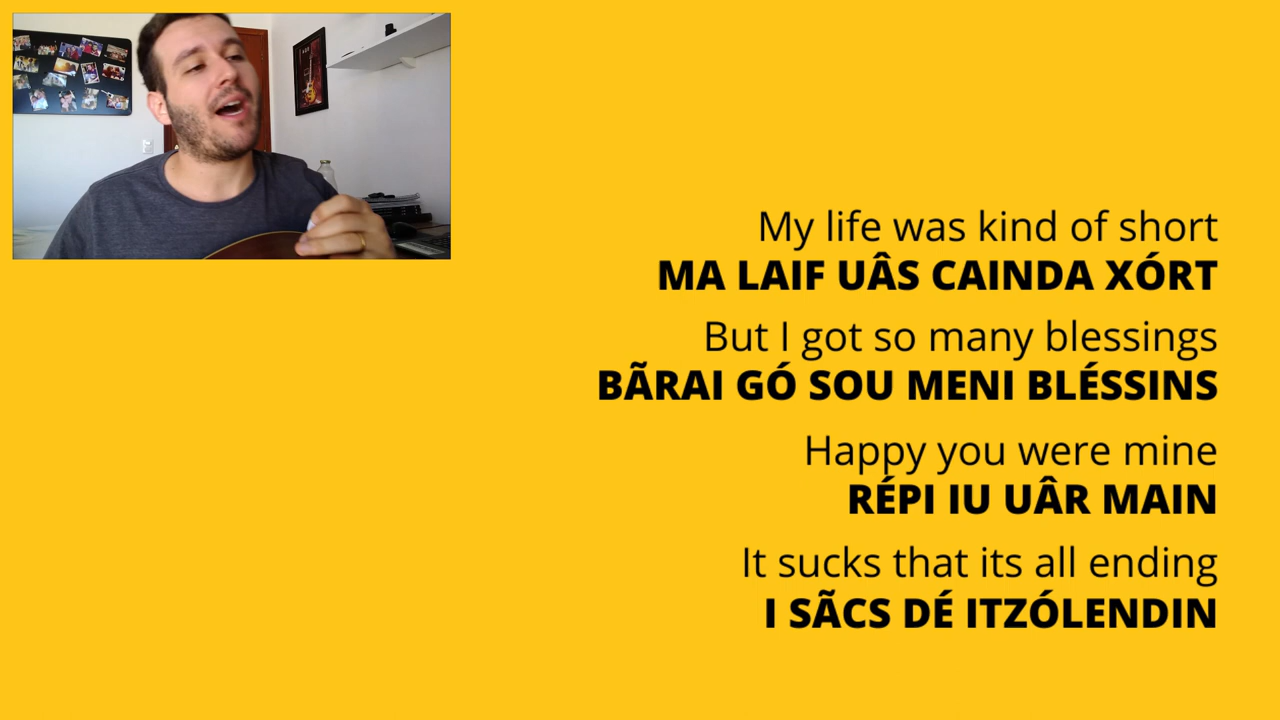 My life was kind of short
MA LAIF UÂS CAINDA XÓRT
But I got so many blessings
BÃRAI GÓ SOU MENI BLÉSSINS
Happy you were mine
RÉPI IU UÂR MAIN
It sucks that its all ending
I SÃCS DÉ ITZÓLENDIN